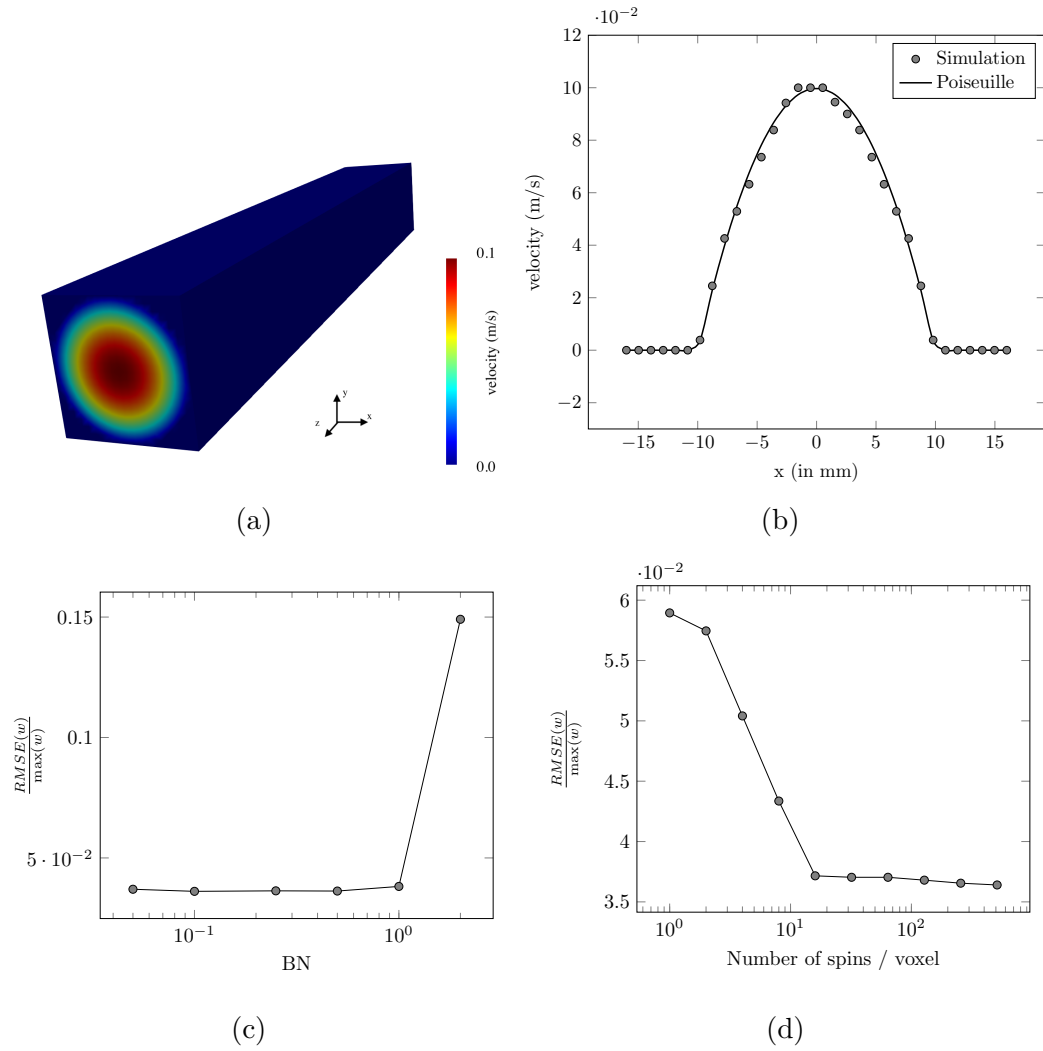 0.1
velocity (m/s)
0.0
y
x
z
(a)
·10−2
12
10
8
6
4
2
0
−2
velocity (m/s)
Simulation
Poiseuille
−15 −10 −5 0 5 10 15
x (in mm)
(b)
0.15
0.1
5 · 10−2
RMSE(w)
max(w)
10−1 100
BN
(c)
·10−2
6
5.5
5
4.5
4
3.5
RMSE(w)
max(w)
100 101 102
Number of spins / voxel
(d)